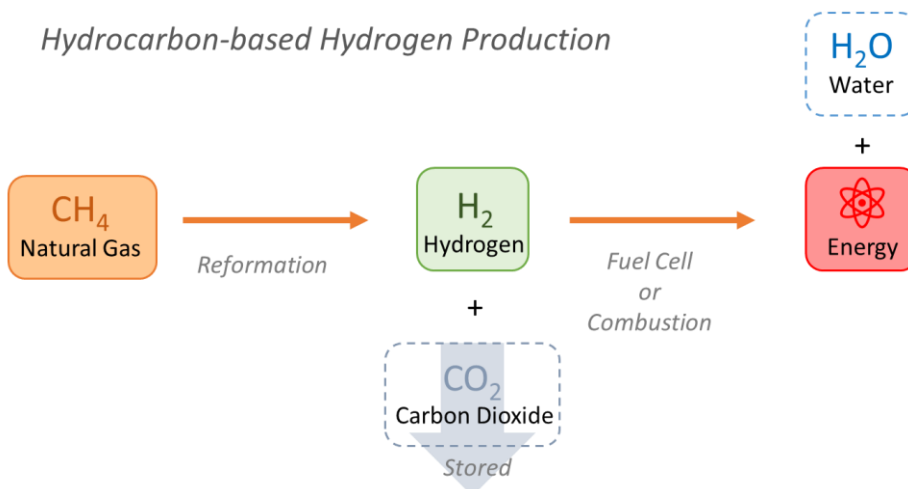 Hydrocarbon-based Hydrogen Production
H₂O
Water
+
CH₄
Natural Gas
Reformation
H₂
Hydrogen
Fuel Cell
or
Combustion
Energy
+
CO₂
Carbon Dioxide
Stored